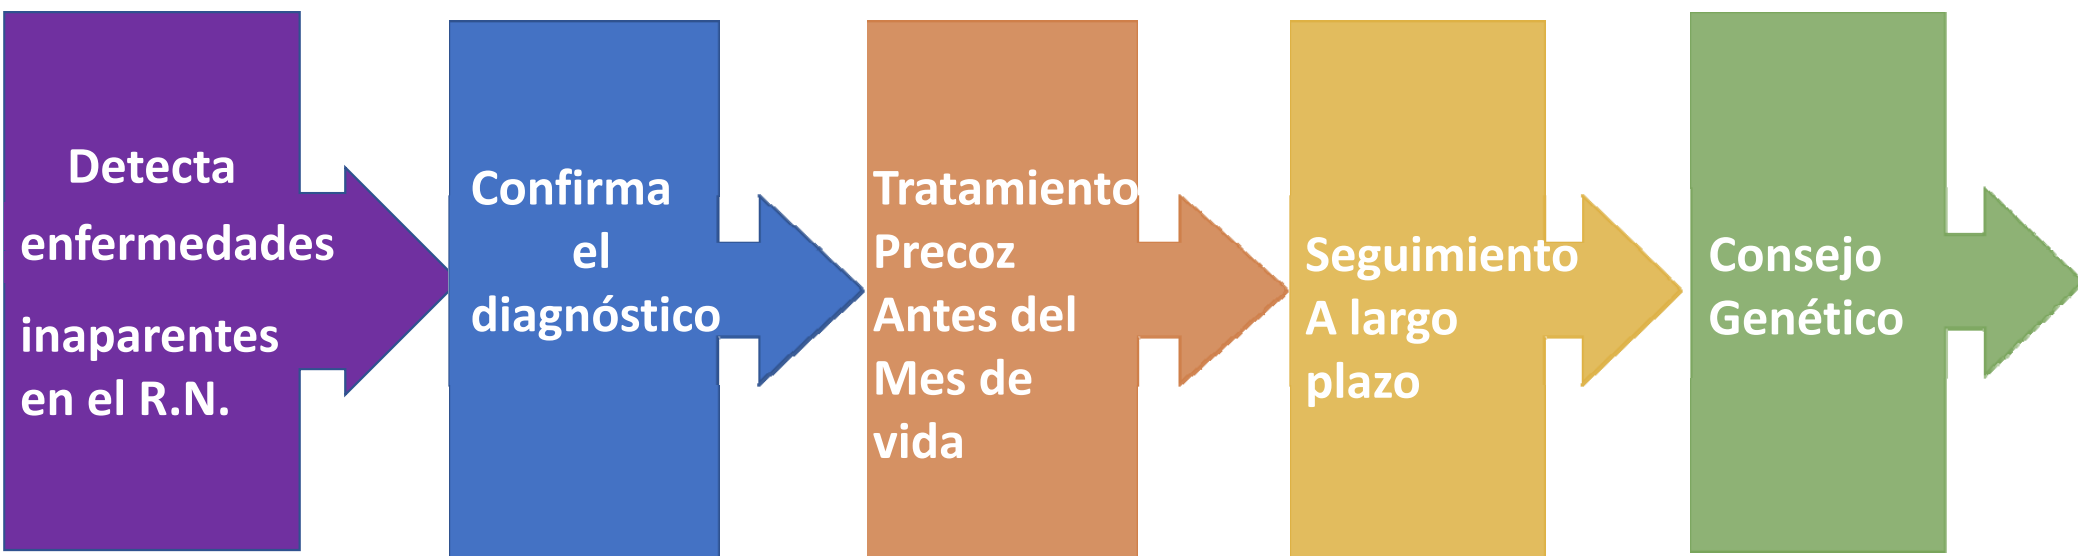 Detecta
enfermedades
inaparentes
en el R.N.
Confirma
el
diagnóstico
Tratamiento
Precoz
Antes del
Mes de
vida
Seguimiento
A largo
plazo
Consejo
Genético